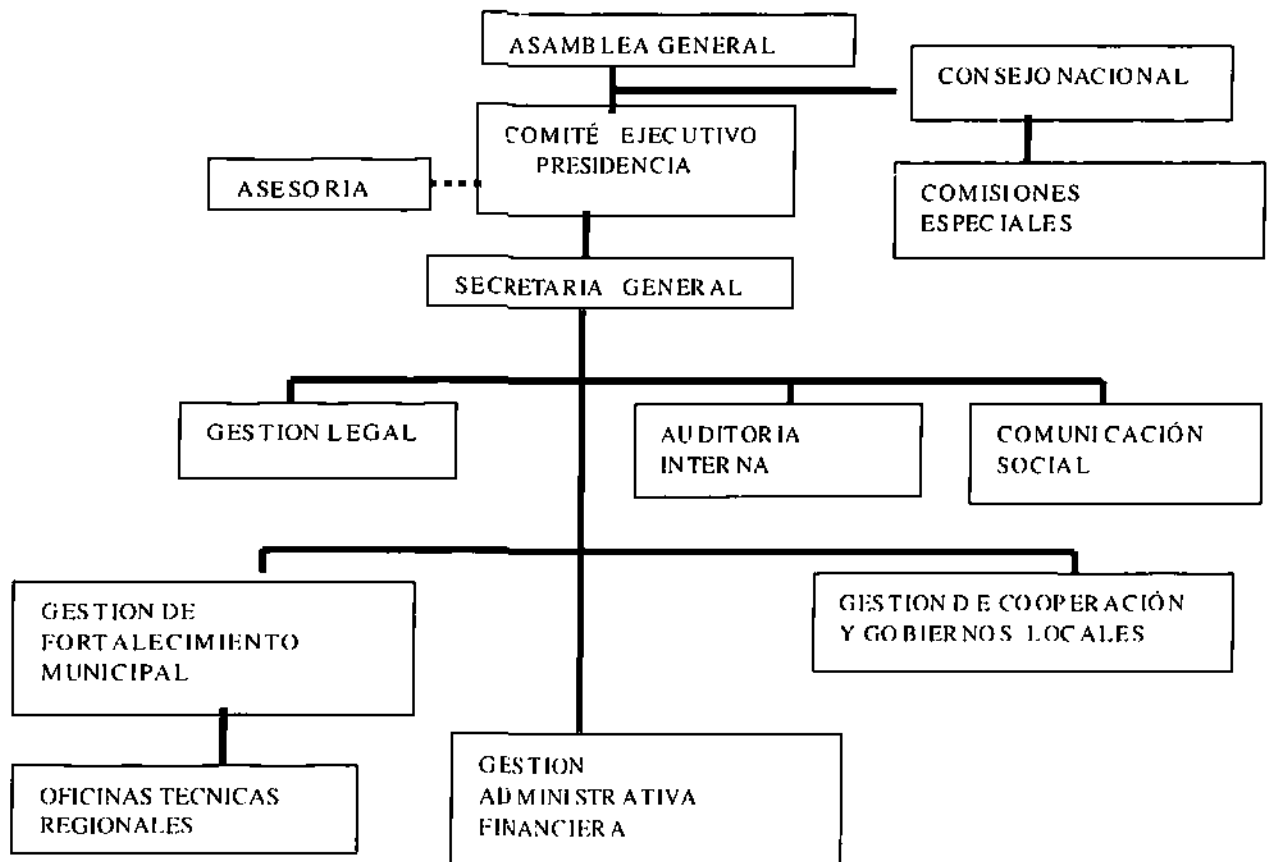 ASAMBLEA GENERAL
CONSEJO NACIONAL
COMITÉ EJECUTIVO
PRESIDENCIA
ASESORIA
COMISIONES
ESPECIALES
SECRETARIA GENERAL
GESTION LEGAL
AUDITORIA
INTERNA
COMUNICACIÓN
SOCIAL
GESTION DE
FORTALECIMIENTO
MUNICIPAL
GESTION DE COOPERACIÓN
Y GOBIERNOS LOCALES
OFICINAS TECNICAS
REGIONALES
GESTION
ADMINISTRATIVA
FINANCIERA